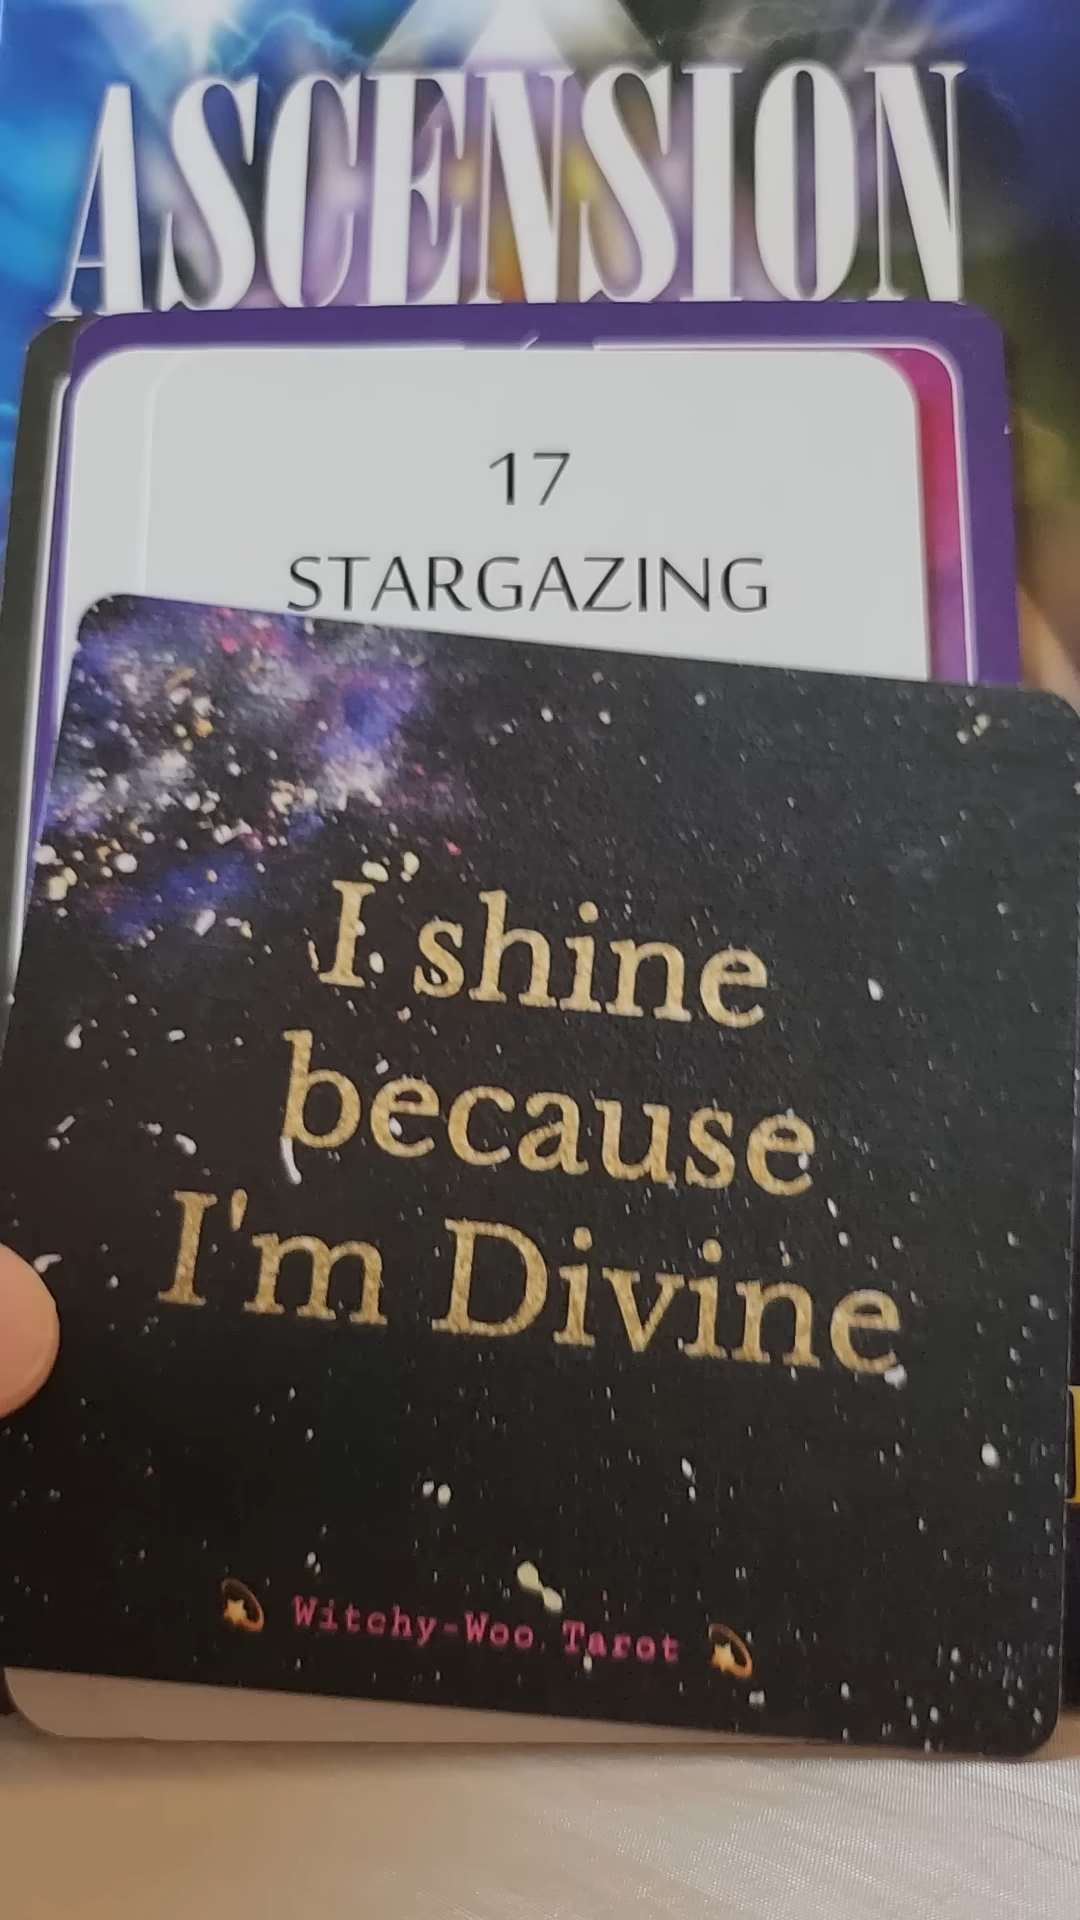 ASCENSION
17
STARGAZING
I shine
because
I'm Divine
Witchy-Woo Tarot